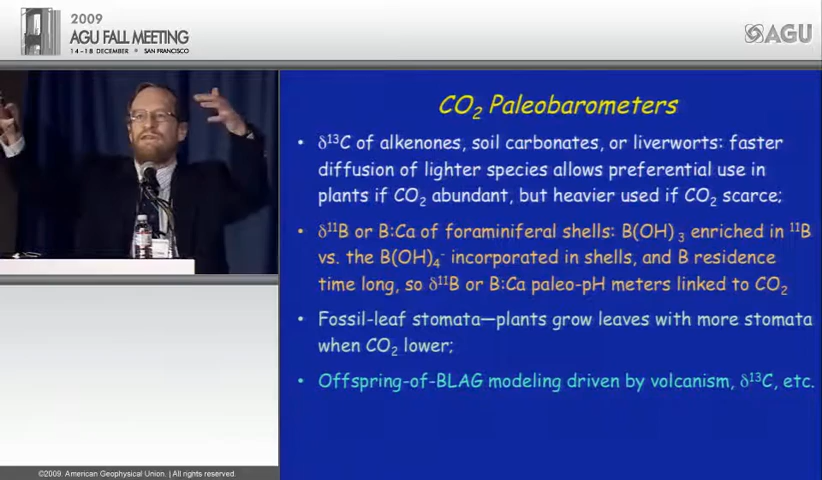 2009
AGU FALL MEETING
14 - 18 DECEMBER • SAN FRANCISCO
AGU
CO₂ Paleobarometers
• δ¹³C of alkenones, soil carbonates, or liverworts: faster
diffusion of lighter species allows preferential use in
plants if CO₂ abundant, but heavier used if CO₂ scarce;
• δ¹¹B or B:Ca of foraminiferal shells: B(OH)₃ enriched in ¹¹B
vs. the B(OH)₄⁻ incorporated in shells, and B residence
time long, so δ¹¹B or B:Ca paleo-pH meters linked to CO₂
• Fossil-leaf stomata—plants grow leaves with more stomata
when CO₂ lower;
• Offspring-of-BLAG modeling driven by volcanism, δ¹³C, etc.
©2009. American Geophysical Union. | All rights reserved.